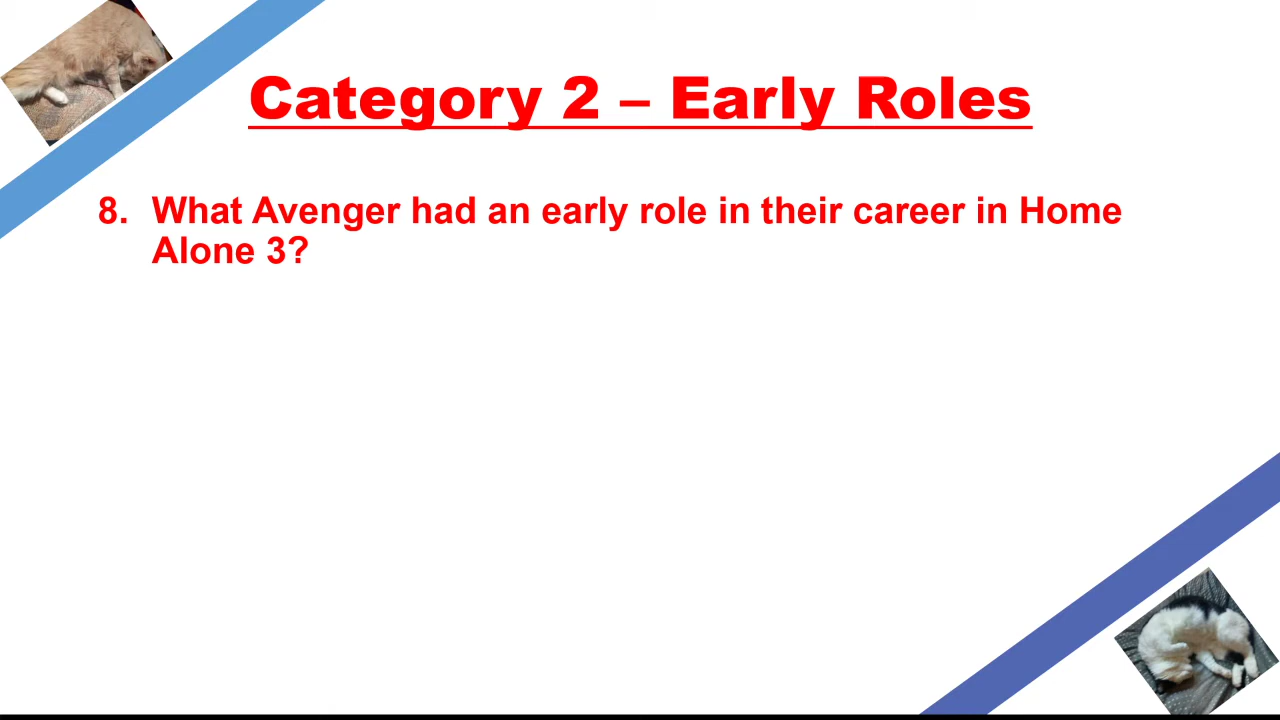 Category 2 – Early Roles
8. What Avenger had an early role in their career in Home
Alone 3?